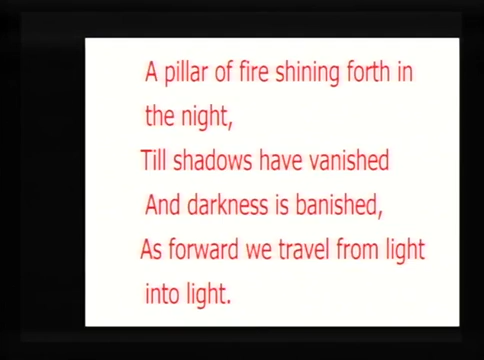 A pillar of fire shining forth in
the night,
Till shadows have vanished
And darkness is banished,
As forward we travel from light
into light.